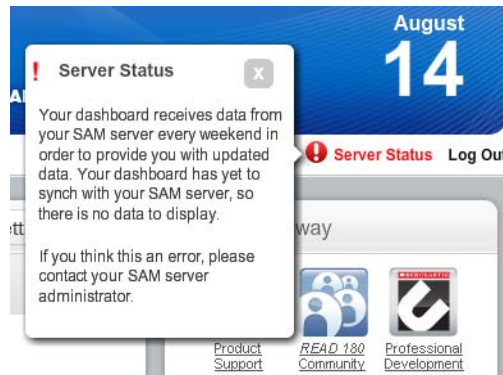 August
14
Server Status
x
Your dashboard receives data from
your SAM server every weekend in
order to provide you with updated
data. Your dashboard has yet to
synch with your SAM server, so
there is no data to display.
If you think this an error, please
contact your SAM server
administrator.
Server Status Log Out
way
SCHOLASTIC
Product
Support
READ 180
Community
Professional
Development